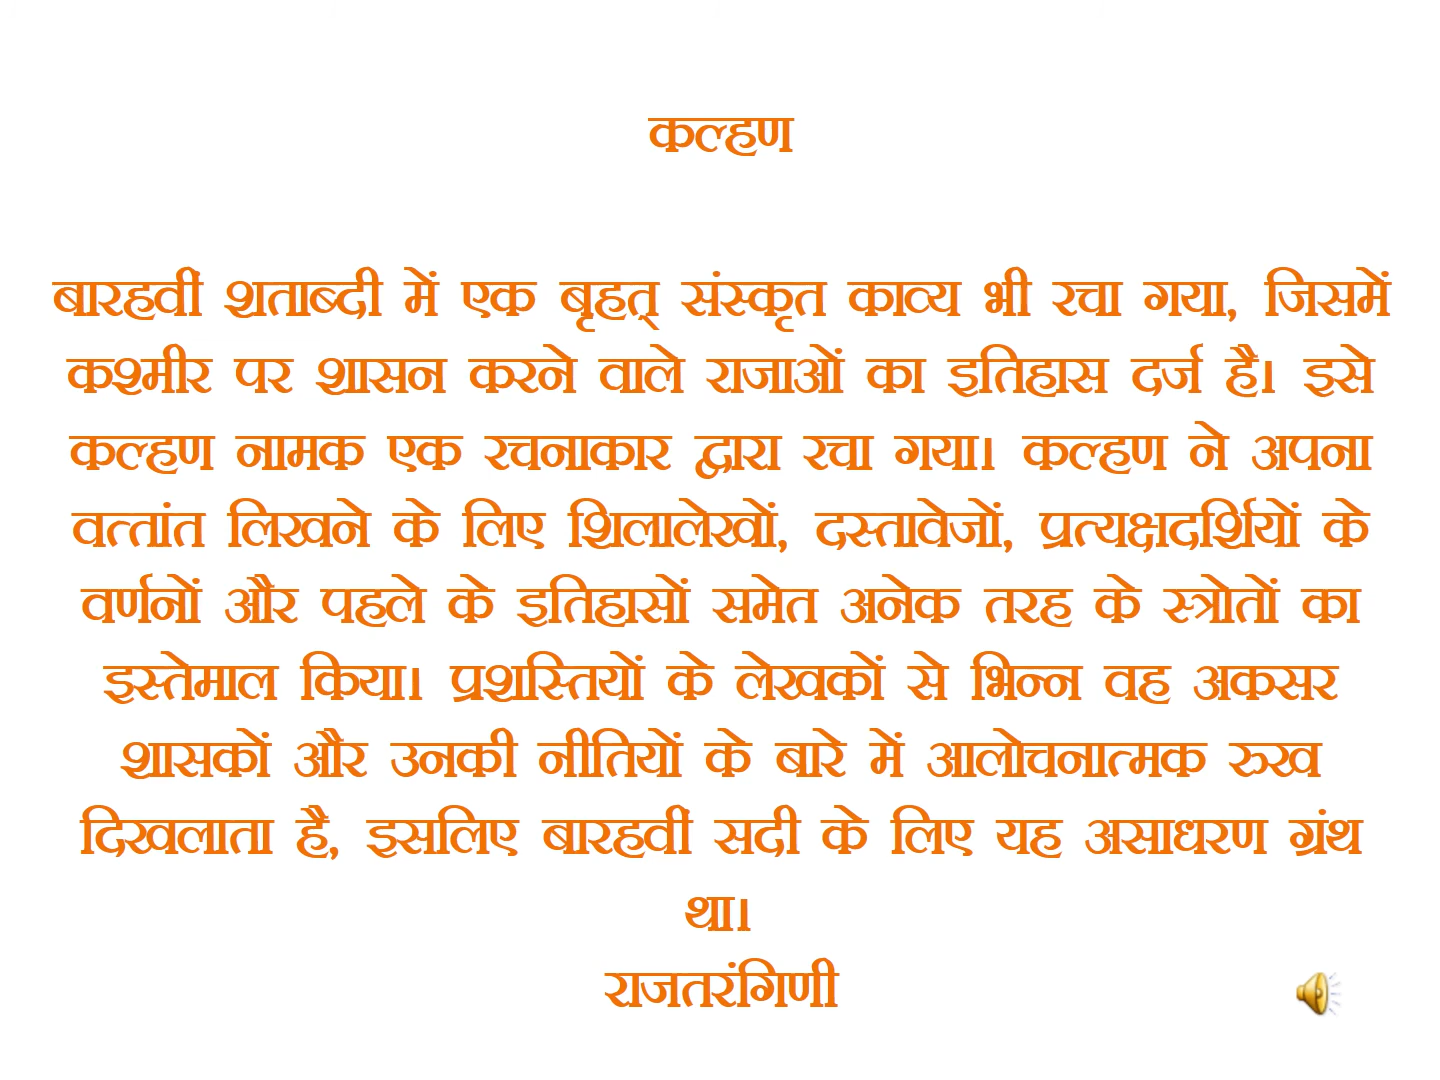 कल्हण
बारहवीं शताब्दी में एक बृहत् संस्कृत काव्य भी रचा गया, जिसमें
कश्मीर पर शासन करने वाले राजाओं का इतिहास दर्ज है। इसे
कल्हण नामक एक रचनाकार द्वारा रचा गया। कल्हण ने अपना
वत्तांत लिखने के लिए शिलालेखों, दस्तावेजों, प्रत्यक्षदर्शियों के
वर्णनों और पहले के इतिहासों समेत अनेक तरह के स्त्रोतों का
इस्तेमाल किया। प्रशस्तियों के लेखकों से भिन्न वह अकसर
शासकों और उनकी नीतियों के बारे में आलोचनात्मक रुख
दिखलाता है, इसलिए बारहवीं सदी के लिए यह असाधरण ग्रंथ
था।
राजतरंगिणी